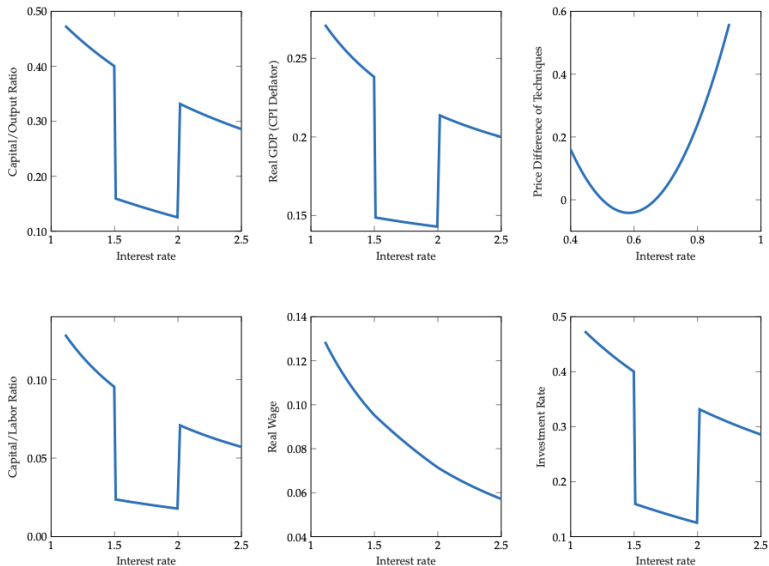 Capital/Output Ratio
0.50
0.40
0.30
0.20
0.10
1 1.5 2 2.5
Interest rate
Real GDP (CPI Deflator)
0.25
0.2
0.15
1 1.5 2 2.5
Interest rate
Price Difference of Techniques
0.6
0.4
0.2
0
0.4 0.6 0.8 1
Interest rate
Capital/Labor Ratio
0.10
0.05
0.00
1 1.5 2 2.5
Interest rate
Real Wage
0.14
0.12
0.10
0.08
0.06
0.04
1 1.5 2 2.5
Interest rate
Investment Rate
0.5
0.4
0.3
0.2
0.1
1 1.5 2 2.5
Interest rate